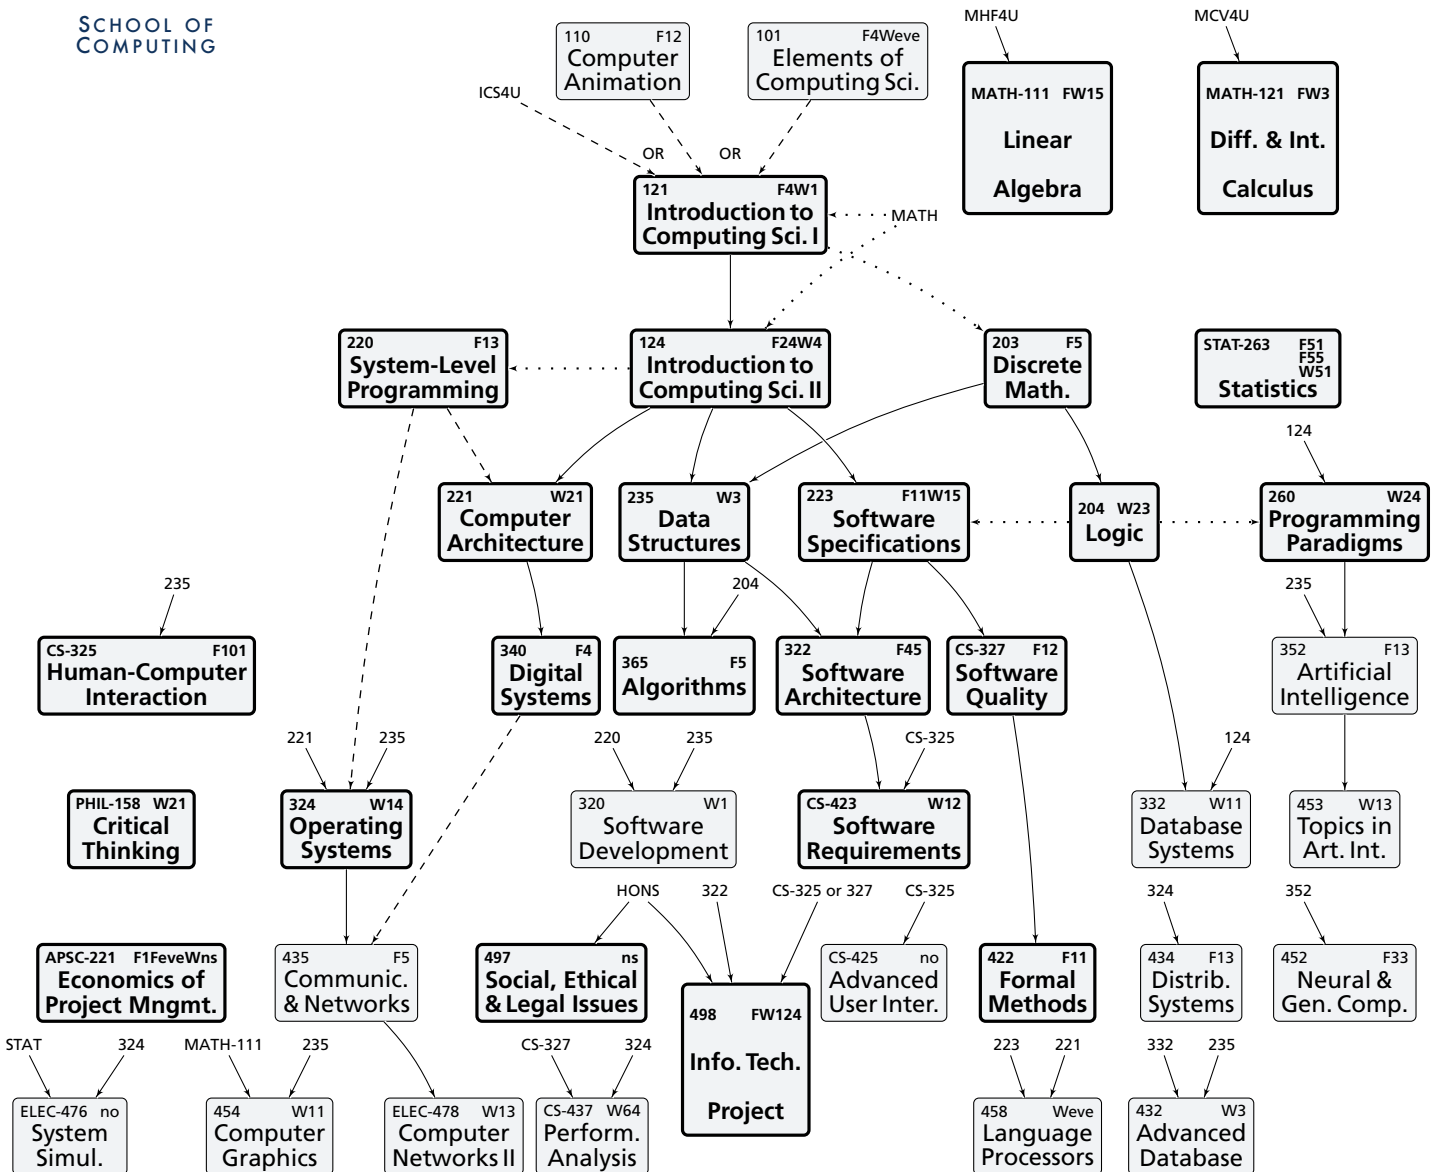 SCHOOL OF
COMPUTING
110 F12
Computer
Animation
101 F4Weve
Elements of
Computing Sci.
MHF4U
MCV4U
ICS4U
OR
OR
MATH-111 FW15
Linear
Algebra
MATH-121 FW3
Diff. & Int.
Calculus
121 F4W1
Introduction to
Computing Sci. I
MATH
220 F13
System-Level
Programming
124 F24W4
Introduction to
Computing Sci. II
203 F5
Discrete
Math.
STAT-263 F51
F55
W51
Statistics
124
221 W21
Computer
Architecture
235 W3
Data
Structures
223 F11W15
Software
Specifications
204 W23
Logic
260 W24
Programming
Paradigms
235
204
235
CS-325 F101
Human-Computer
Interaction
340 F4
Digital
Systems
365 F5
Algorithms
322 F45
Software
Architecture
CS-327 F12
Software
Quality
352 F13
Artificial
Intelligence
221
235
220
235
CS-325
124
PHIL-158 W21
Critical
Thinking
324 W14
Operating
Systems
320 W1
Software
Development
CS-423 W12
Software
Requirements
332 W11
Database
Systems
453 W13
Topics in
Art. Int.
HONS
322
CS-325 or 327
CS-325
324
352
APSC-221 F1FeveWns
Economics of
Project Mngmt.
435 F5
Communic.
& Networks
497 ns
Social, Ethical
& Legal Issues
498 FW124
Info. Tech.
Project
CS-425 no
Advanced
User Inter.
422 F11
Formal
Methods
434 F13
Distrib.
Systems
452 F33
Neural &
Gen. Comp.
STAT
324
MATH-111
235
CS-327
324
223
221
332
235
ELEC-476 no
System
Simul.
454 W11
Computer
Graphics
ELEC-478 W13
Computer
Networks II
CS-437 W64
Perform.
Analysis
458 Weve
Language
Processors
432 W3
Advanced
Database